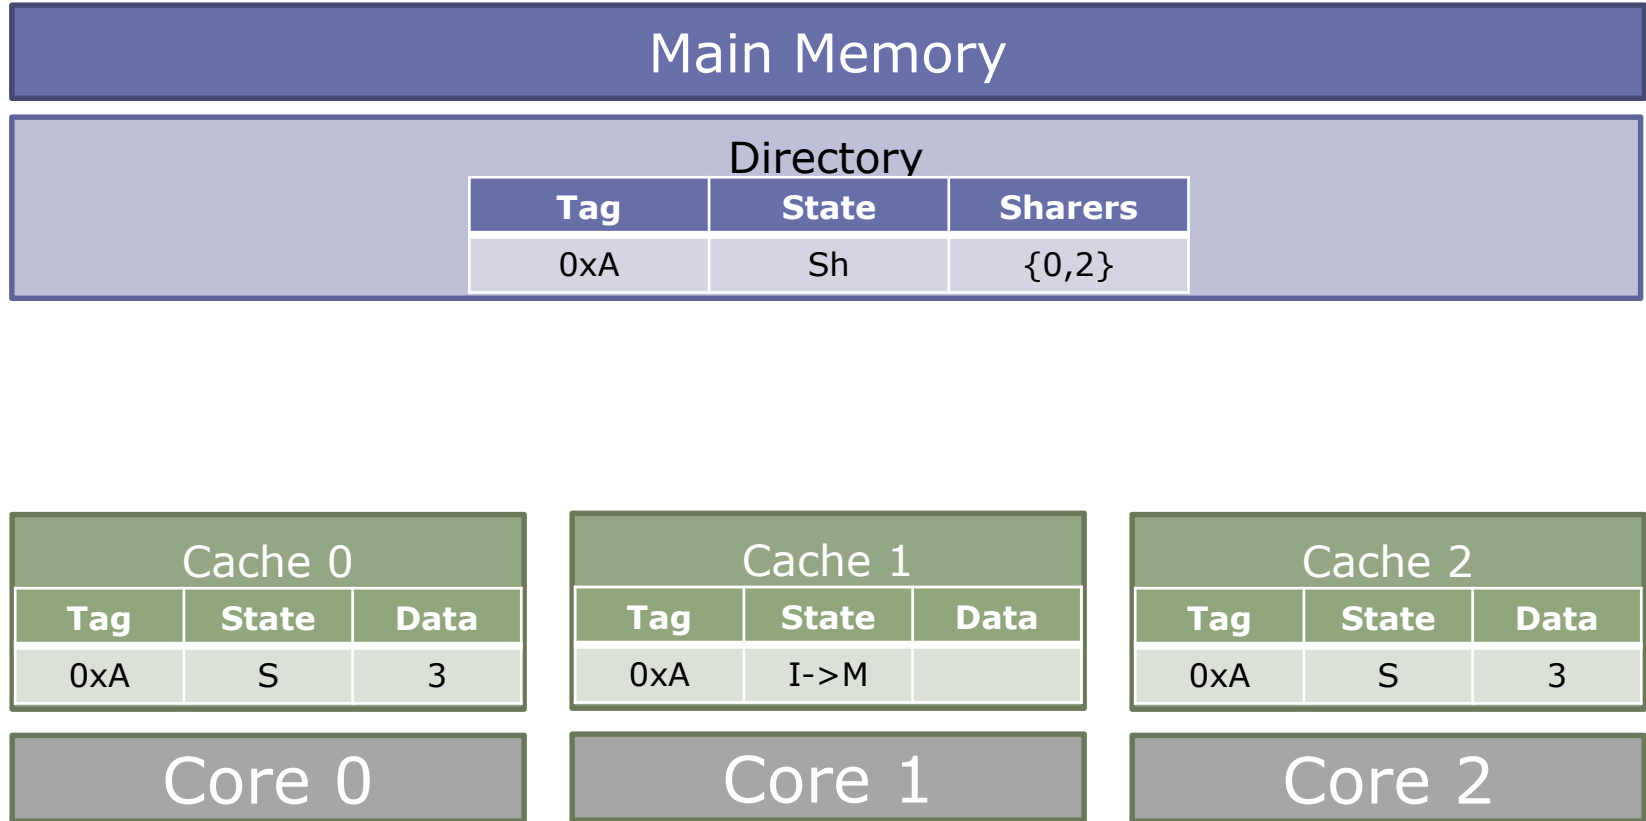 Main Memory
Directory
Tag State Sharers
0xA Sh {0,2}
Cache 0 Cache 1 Cache 2
Tag State Data Tag State Data Tag State Data
0xA S 3 0xA I->M 0xA S 3
Core 0 Core 1 Core 2